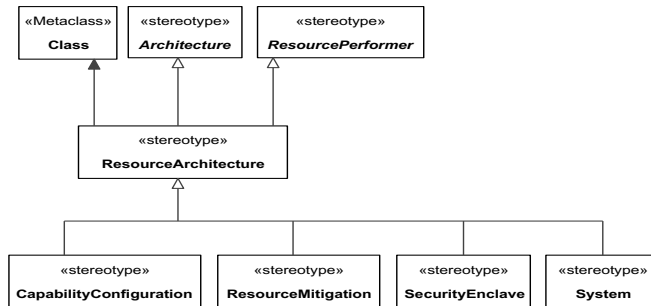 «Metaclass»
Class
«stereotype»
Architecture
«stereotype»
ResourcePerformer
«stereotype»
ResourceArchitecture
«stereotype»
CapabilityConfiguration
«stereotype»
ResourceMitigation
«stereotype»
SecurityEnclave
«stereotype»
System